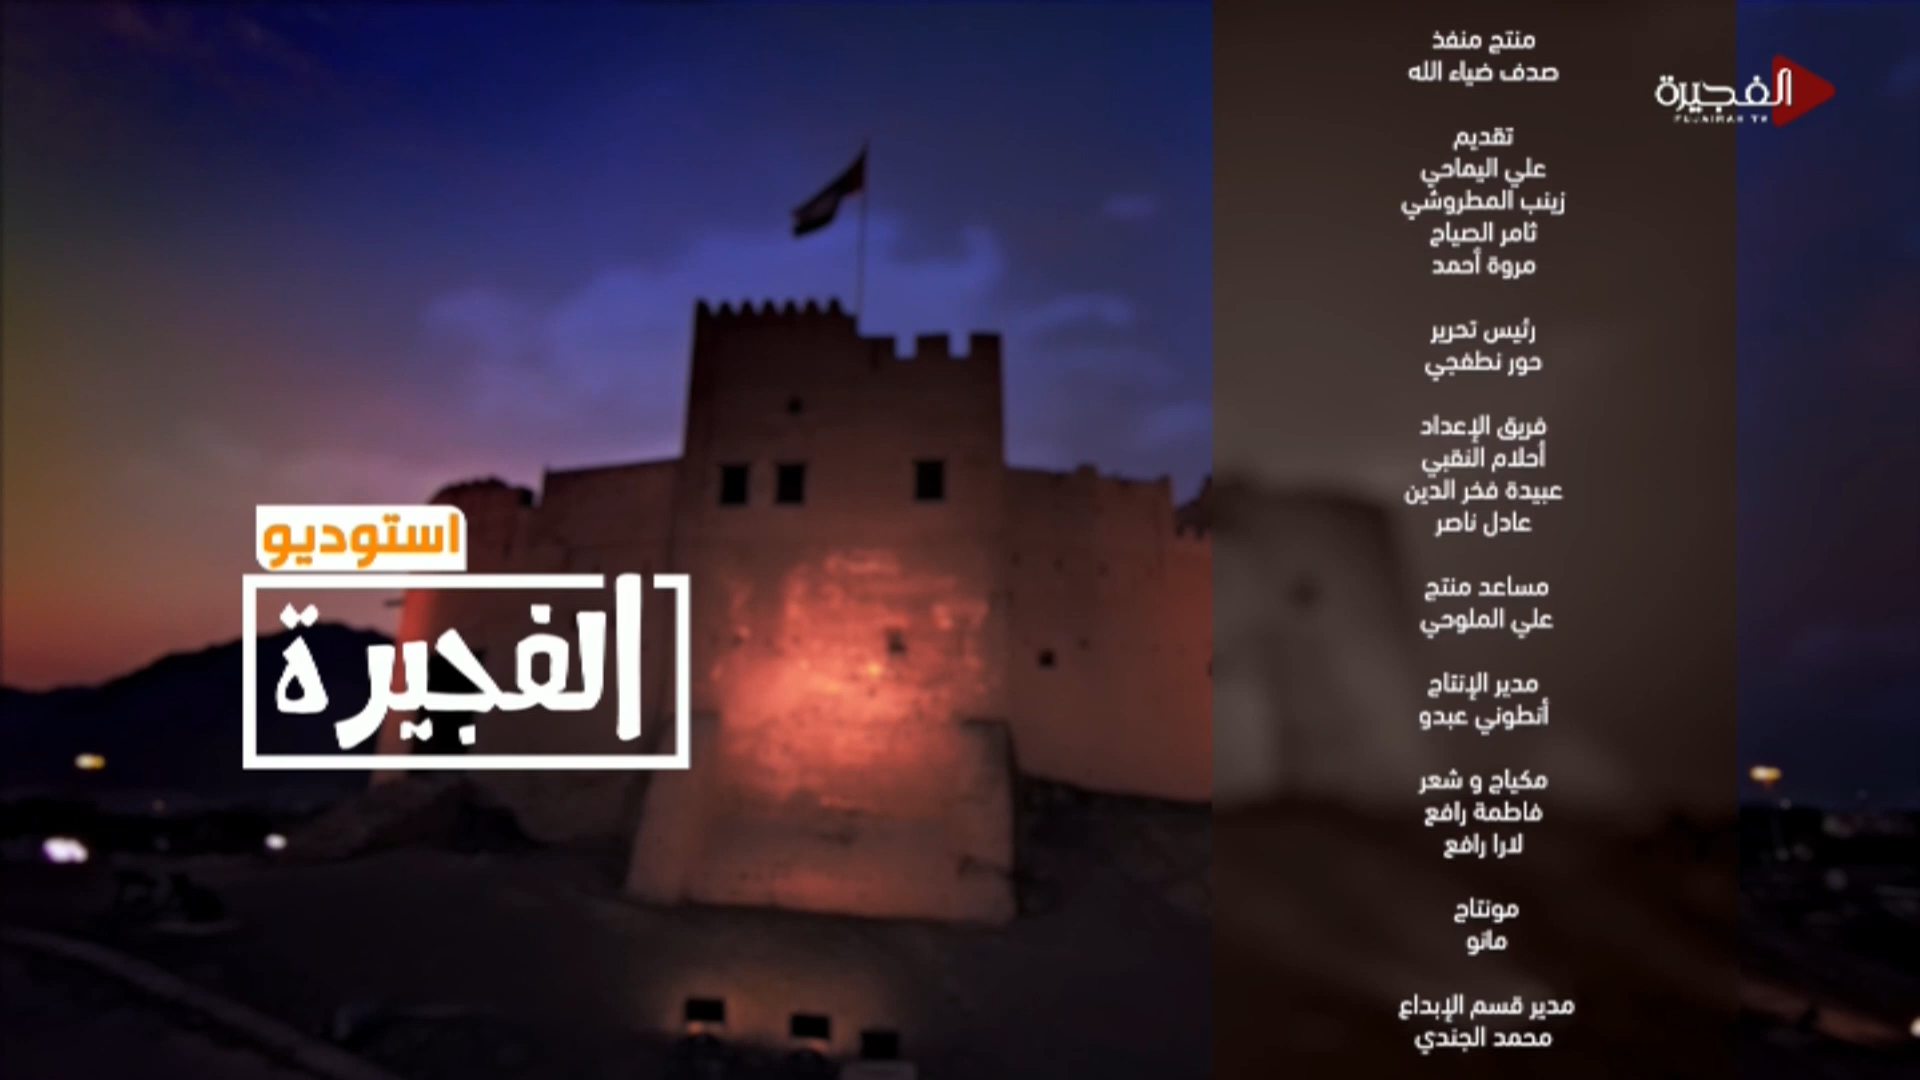 منتج منفذ
صدف ضياء الله
تقديم
علي اليماحي
زينب المطروشي
ثامر الصياح
مروة أحمد
رئيس تحرير
حور نطفجي
فريق الإعداد
أحلام النقبي
عبيدة فخر الدين
عادل ناصر
مساعد منتج
علي الملوحي
مدير الإنتاج
أنطوني عبدو
مكياج و شعر
فاطمة رافع
لارا رافع
مونتاج
مانو
مدير قسم الإبداع
محمد الجندي
الفجيرة
FUJAIRAH TV
استوديو
الفجيرة